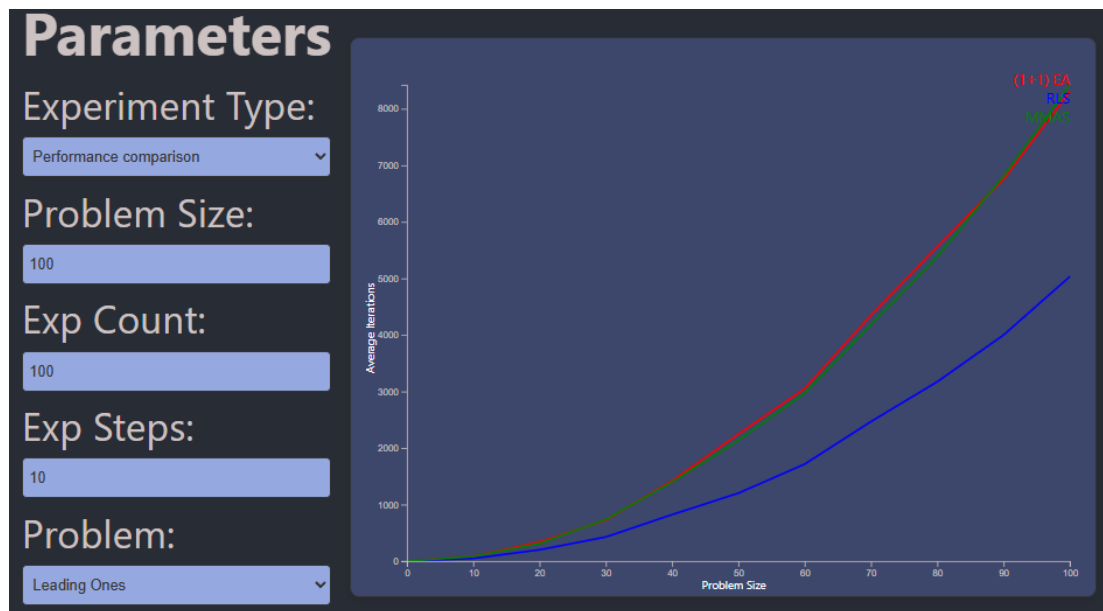 Parameters
Experiment Type:
Performance comparison
Problem Size:
100
Exp Count:
100
Exp Steps:
10
Problem:
Leading Ones
(1+1) EA
RLS
8000
7000
6000
5000
4000
3000
2000
1000
0
Average Iterations
0 10 20 30 40 50 60 70 80 90 100
Problem Size